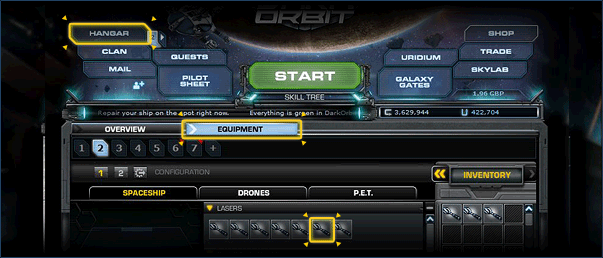 ORBIT
HANGAR
SHOP
CLAN
QUESTS
URIDIUM
TRADE
MAIL
PILOT
SHEET
START
GALAXY
GATES
SKYLAB
SKILL TREE
1.96 GBP
Repair your ship on the spot right now. Everything is green in DarkOrbi
C 3,629,944
U 422,704
OVERVIEW
EQUIPMENT
1 2 3 4 5 6 7 +
1 2 CONFIGURATION
INVENTORY
SPACESHIP
DRONES
P.E.T.
LASERS